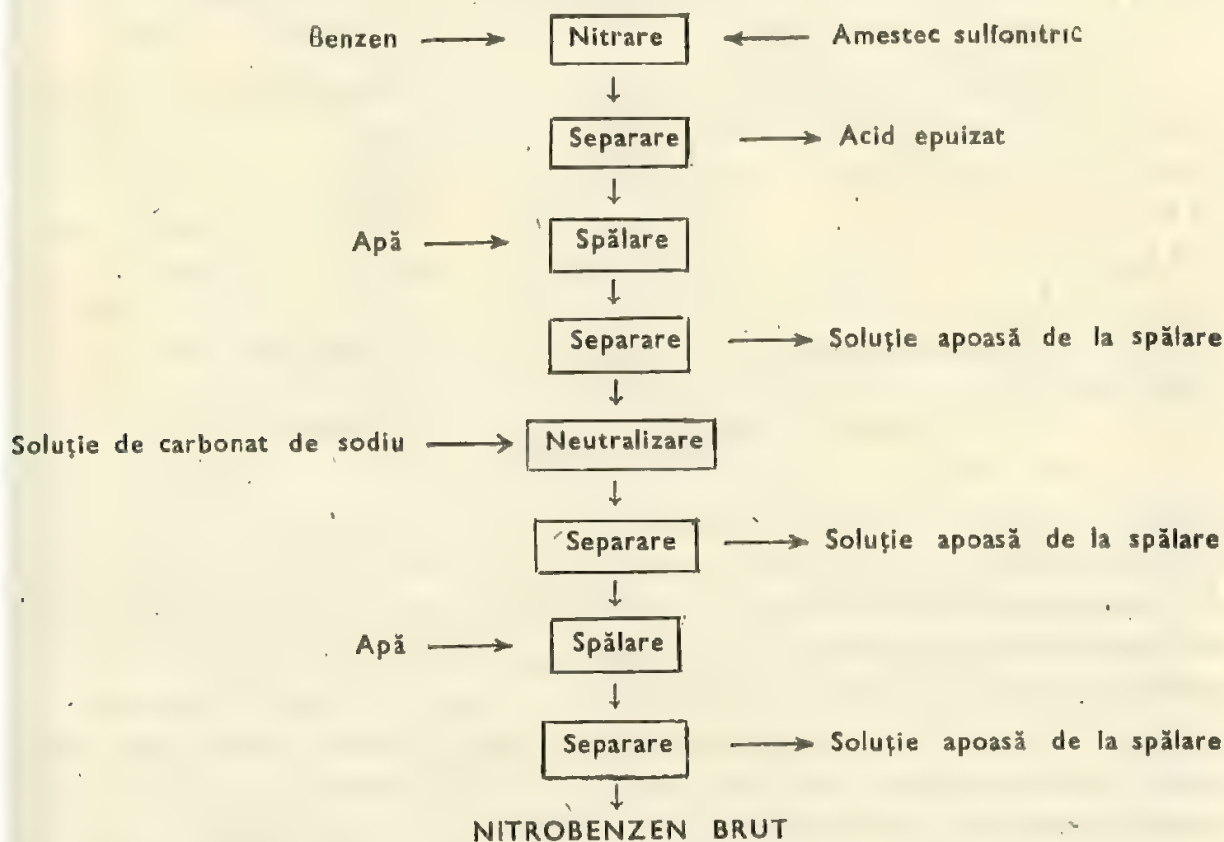 Benzen → Nitrare ← Amestec sulfonitric
↓
Separare → Acid epuizat
↓
Apă → Spălare
↓
Separare → Soluţie apoasă de la spălare
↓
Soluţie de carbonat de sodiu → Neutralizare
↓
Separare → Soluţie apoasă de la spălare
↓
Apă → Spălare
↓
Separare → Soluţie apoasă de la spălare
↓
NITROBENZEN BRUT